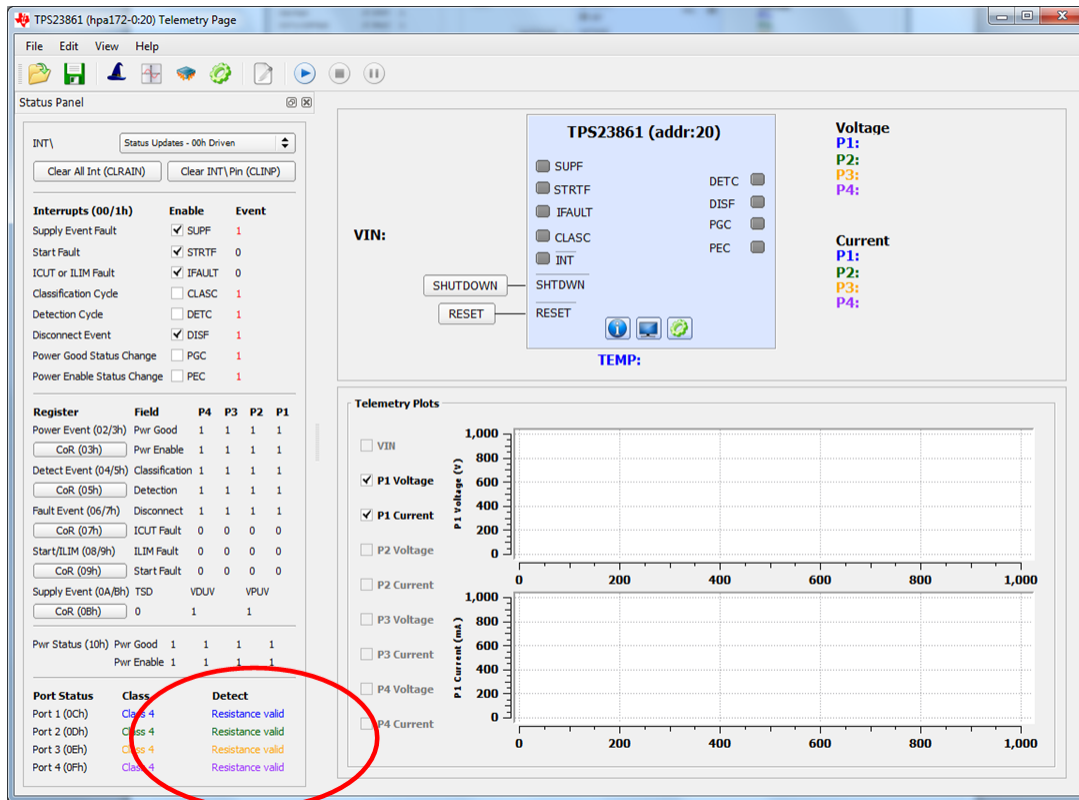 TPS23861 (hpa172-0:20) Telemetry Page
File Edit View Help
Status Panel
INT\ Status Updates - 00h Driven
Clear All Int (CLRAIN) Clear INT\ Pin (CLINP)
Interrupts (00/1h) Enable Event
Supply Event Fault SUPF 1
Start Fault STRTF 0
ICUT or ILIM Fault IFAULT 0
Classification Cycle CLASC 1
Detection Cycle DETC 1
Disconnect Event DISF 1
Power Good Status Change PGC 1
Power Enable Status Change PEC 1
Register Field P4 P3 P2 P1
Power Event (02/3h) Pwr Good 1 1 1 1
CoR (03h) Pwr Enable 1 1 1 1
Detect Event (04/5h) Classification 1 1 1 1
CoR (05h) Detection 1 1 1 1
Fault Event (06/7h) Disconnect 1 1 1 1
CoR (07h) ICUT Fault 0 0 0 0
Start/ILIM (08/9h) ILIM Fault 0 0 0 0
CoR (09h) Start Fault 0 0 0 0
Supply Event (0A/Bh) TSD VDUV VPUV
CoR (0Bh) 0 1 1
Pwr Status (10h) Pwr Good 1 1 1 1
Pwr Enable 1 1 1 1
Port Status Class Detect
Port 1 (0Ch) Class 4 Resistance valid
Port 2 (0Dh) Class 4 Resistance valid
Port 3 (0Eh) Class 4 Resistance valid
Port 4 (0Fh) Class 4 Resistance valid
VIN:
SHUTDOWN
RESET
TPS23861 (addr:20)
SUPF
STRTF
IFAULT
CLASC
INT
SHTDWN
RESET
DETC
DISF
PGC
PEC
TEMP:
Voltage
P1:
P2:
P3:
P4:
Current
P1:
P2:
P3:
P4:
Telemetry Plots
VIN
P1 Voltage
P1 Current
P2 Voltage
P2 Current
P3 Voltage
P3 Current
P4 Voltage
P4 Current
P1 Voltage (V)
1,000
800
600
400
200
0
0 200 400 600 800 1,000
P1 Current (mA)
1,000
800
600
400
200
0
0 200 400 600 800 1,000